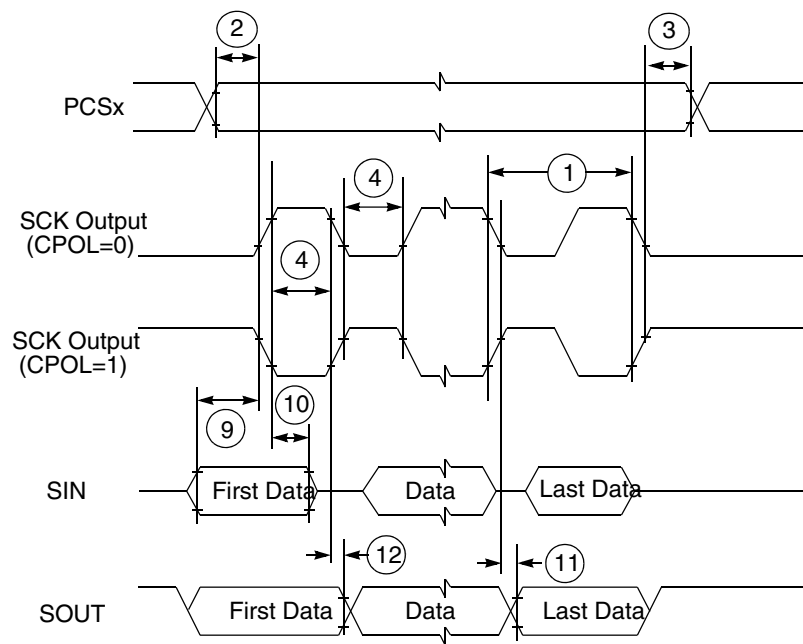 2
3
PCSx
4
1
SCK Output
(CPOL=0)
4
SCK Output
(CPOL=1)
9
10
SIN
First Data
Data
Last Data
12
11
SOUT
First Data
Data
Last Data